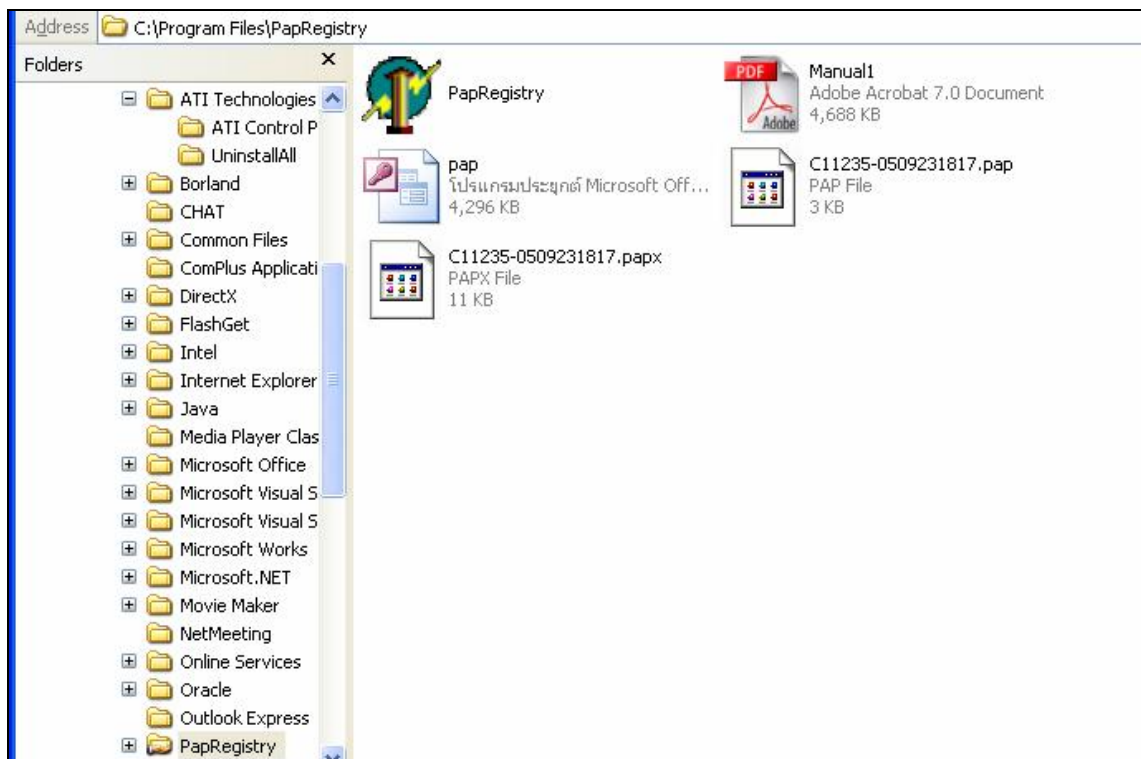 Address C:\Program Files\PapRegistry
Folders
ATI Technologies
ATI Control P
UninstallAll
Borland
CHAT
Common Files
ComPlus Applicati
DirectX
FlashGet
Intel
Internet Explorer
Java
Media Player Clas
Microsoft Office
Microsoft Visual S
Microsoft Visual S
Microsoft Works
Microsoft.NET
Movie Maker
NetMeeting
Online Services
Oracle
Outlook Express
PapRegistry
PapRegistry
PDF
Adobe
Manual1
Adobe Acrobat 7.0 Document
4,688 KB
pap
โปรแกรมประยุกต์ Microsoft Off...
4,296 KB
C11235-0509231817.pap
PAP File
3 KB
C11235-0509231817.papx
PAPX File
11 KB